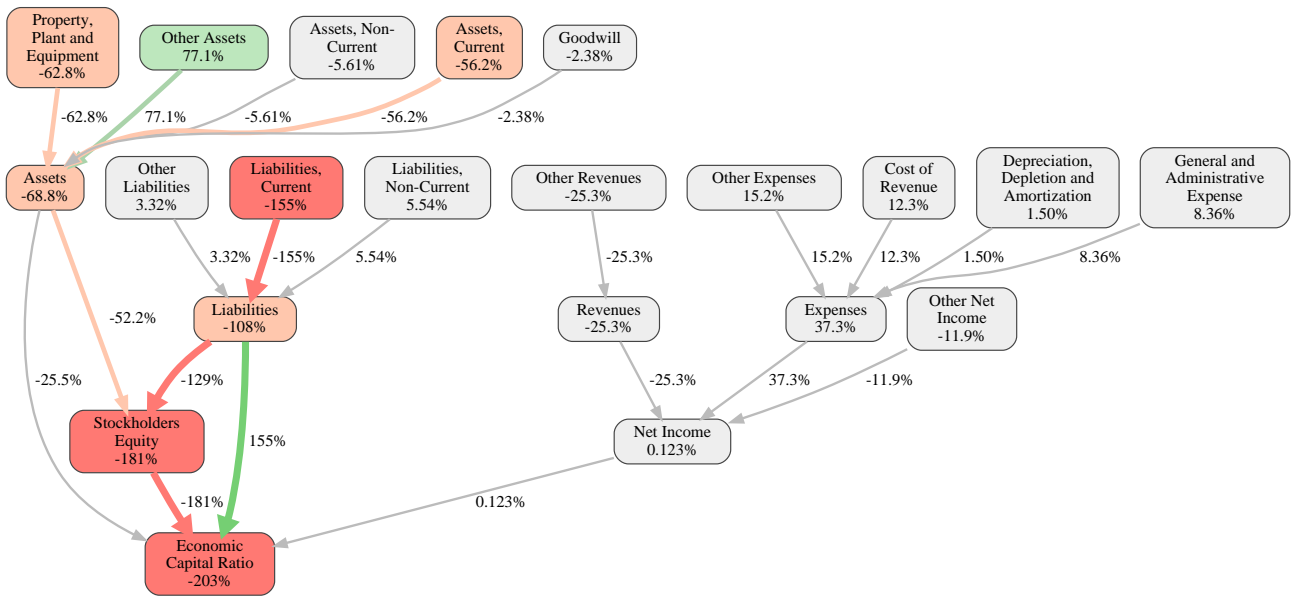 Property,
Plant and
Equipment
-62.8%
Other Assets
77.1%
Assets, Non-
Current
-5.61%
Assets,
Current
-56.2%
Goodwill
-2.38%
-62.8%
77.1%
-5.61%
-56.2%
-2.38%
Assets
-68.8%
Other
Liabilities
3.32%
Liabilities,
Current
-155%
Liabilities,
Non-Current
5.54%
Other Revenues
-25.3%
Other Expenses
15.2%
Cost of
Revenue
12.3%
Depreciation,
Depletion and
Amortization
1.50%
General and
Administrative
Expense
8.36%
3.32%
-155%
5.54%
-25.3%
15.2%
12.3%
1.50%
8.36%
-52.2%
Liabilities
-108%
Revenues
-25.3%
Expenses
37.3%
Other Net
Income
-11.9%
-25.5%
-129%
155%
-25.3%
37.3%
-11.9%
Stockholders
Equity
-181%
Net Income
0.123%
-181%
0.123%
Economic
Capital Ratio
-203%